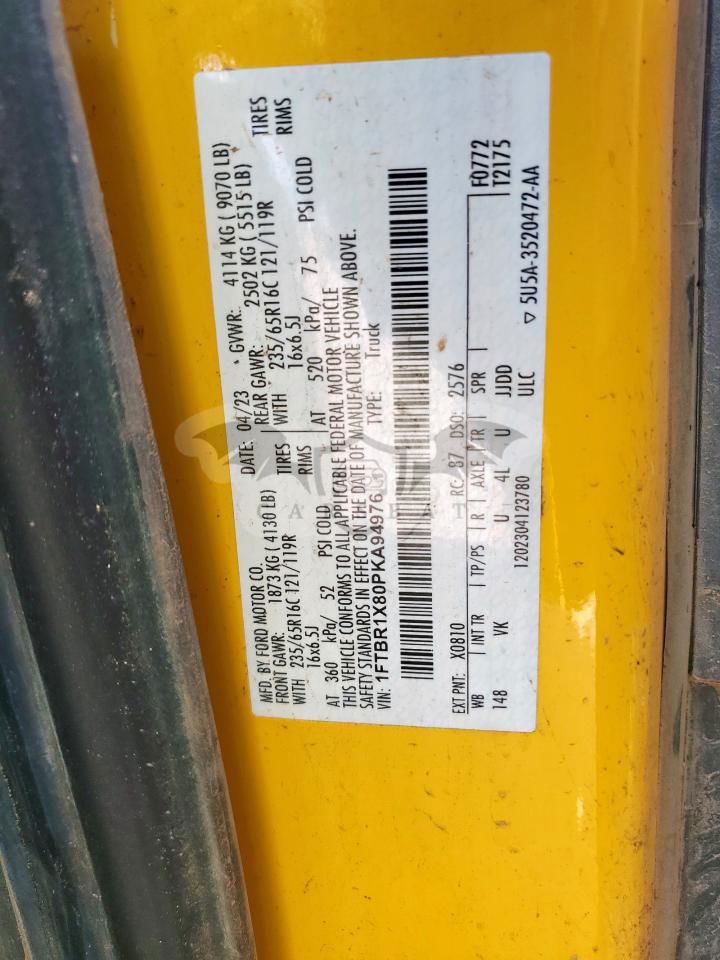 MFD. BY FORD MOTOR CO. DATE: 04/23 GVWR: 4114 KG ( 9070 LB)
FRONT GAWR: 1873 KG ( 4130 LB) REAR GAWR: 2502 KG ( 5515 LB)
WITH 235/65R16C 121/119R TIRES WITH 235/65R16C 121/119R TIRES
16x6.5J RIMS 16x6.5J RIMS
AT 360 kPa/ 52 PSI COLD AT 520 kPa/ 75 PSI COLD
THIS VEHICLE CONFORMS TO ALL APPLICABLE FEDERAL MOTOR VEHICLE
SAFETY STANDARDS IN EFFECT ON THE DATE OF MANUFACTURE SHOWN ABOVE.
VIN: 1FTBR1X80PKA94976 TYPE: Truck
EXT PNT: X0810 RC: 87 DSO: 2576 F0772
WB INT TR TP/PS R AXLE TR SPR T2175
148 VK U 4L U JJDD
1202304123780 ULC ▽ 5U5A-3520472-AA